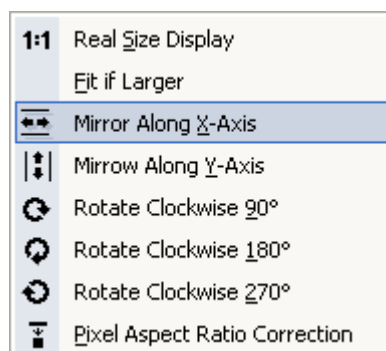 1:1 Real Size Display
Fit if Larger
Mirror Along X-Axis
Mirrow Along Y-Axis
Rotate Clockwise 90°
Rotate Clockwise 180°
Rotate Clockwise 270°
Pixel Aspect Ratio Correction